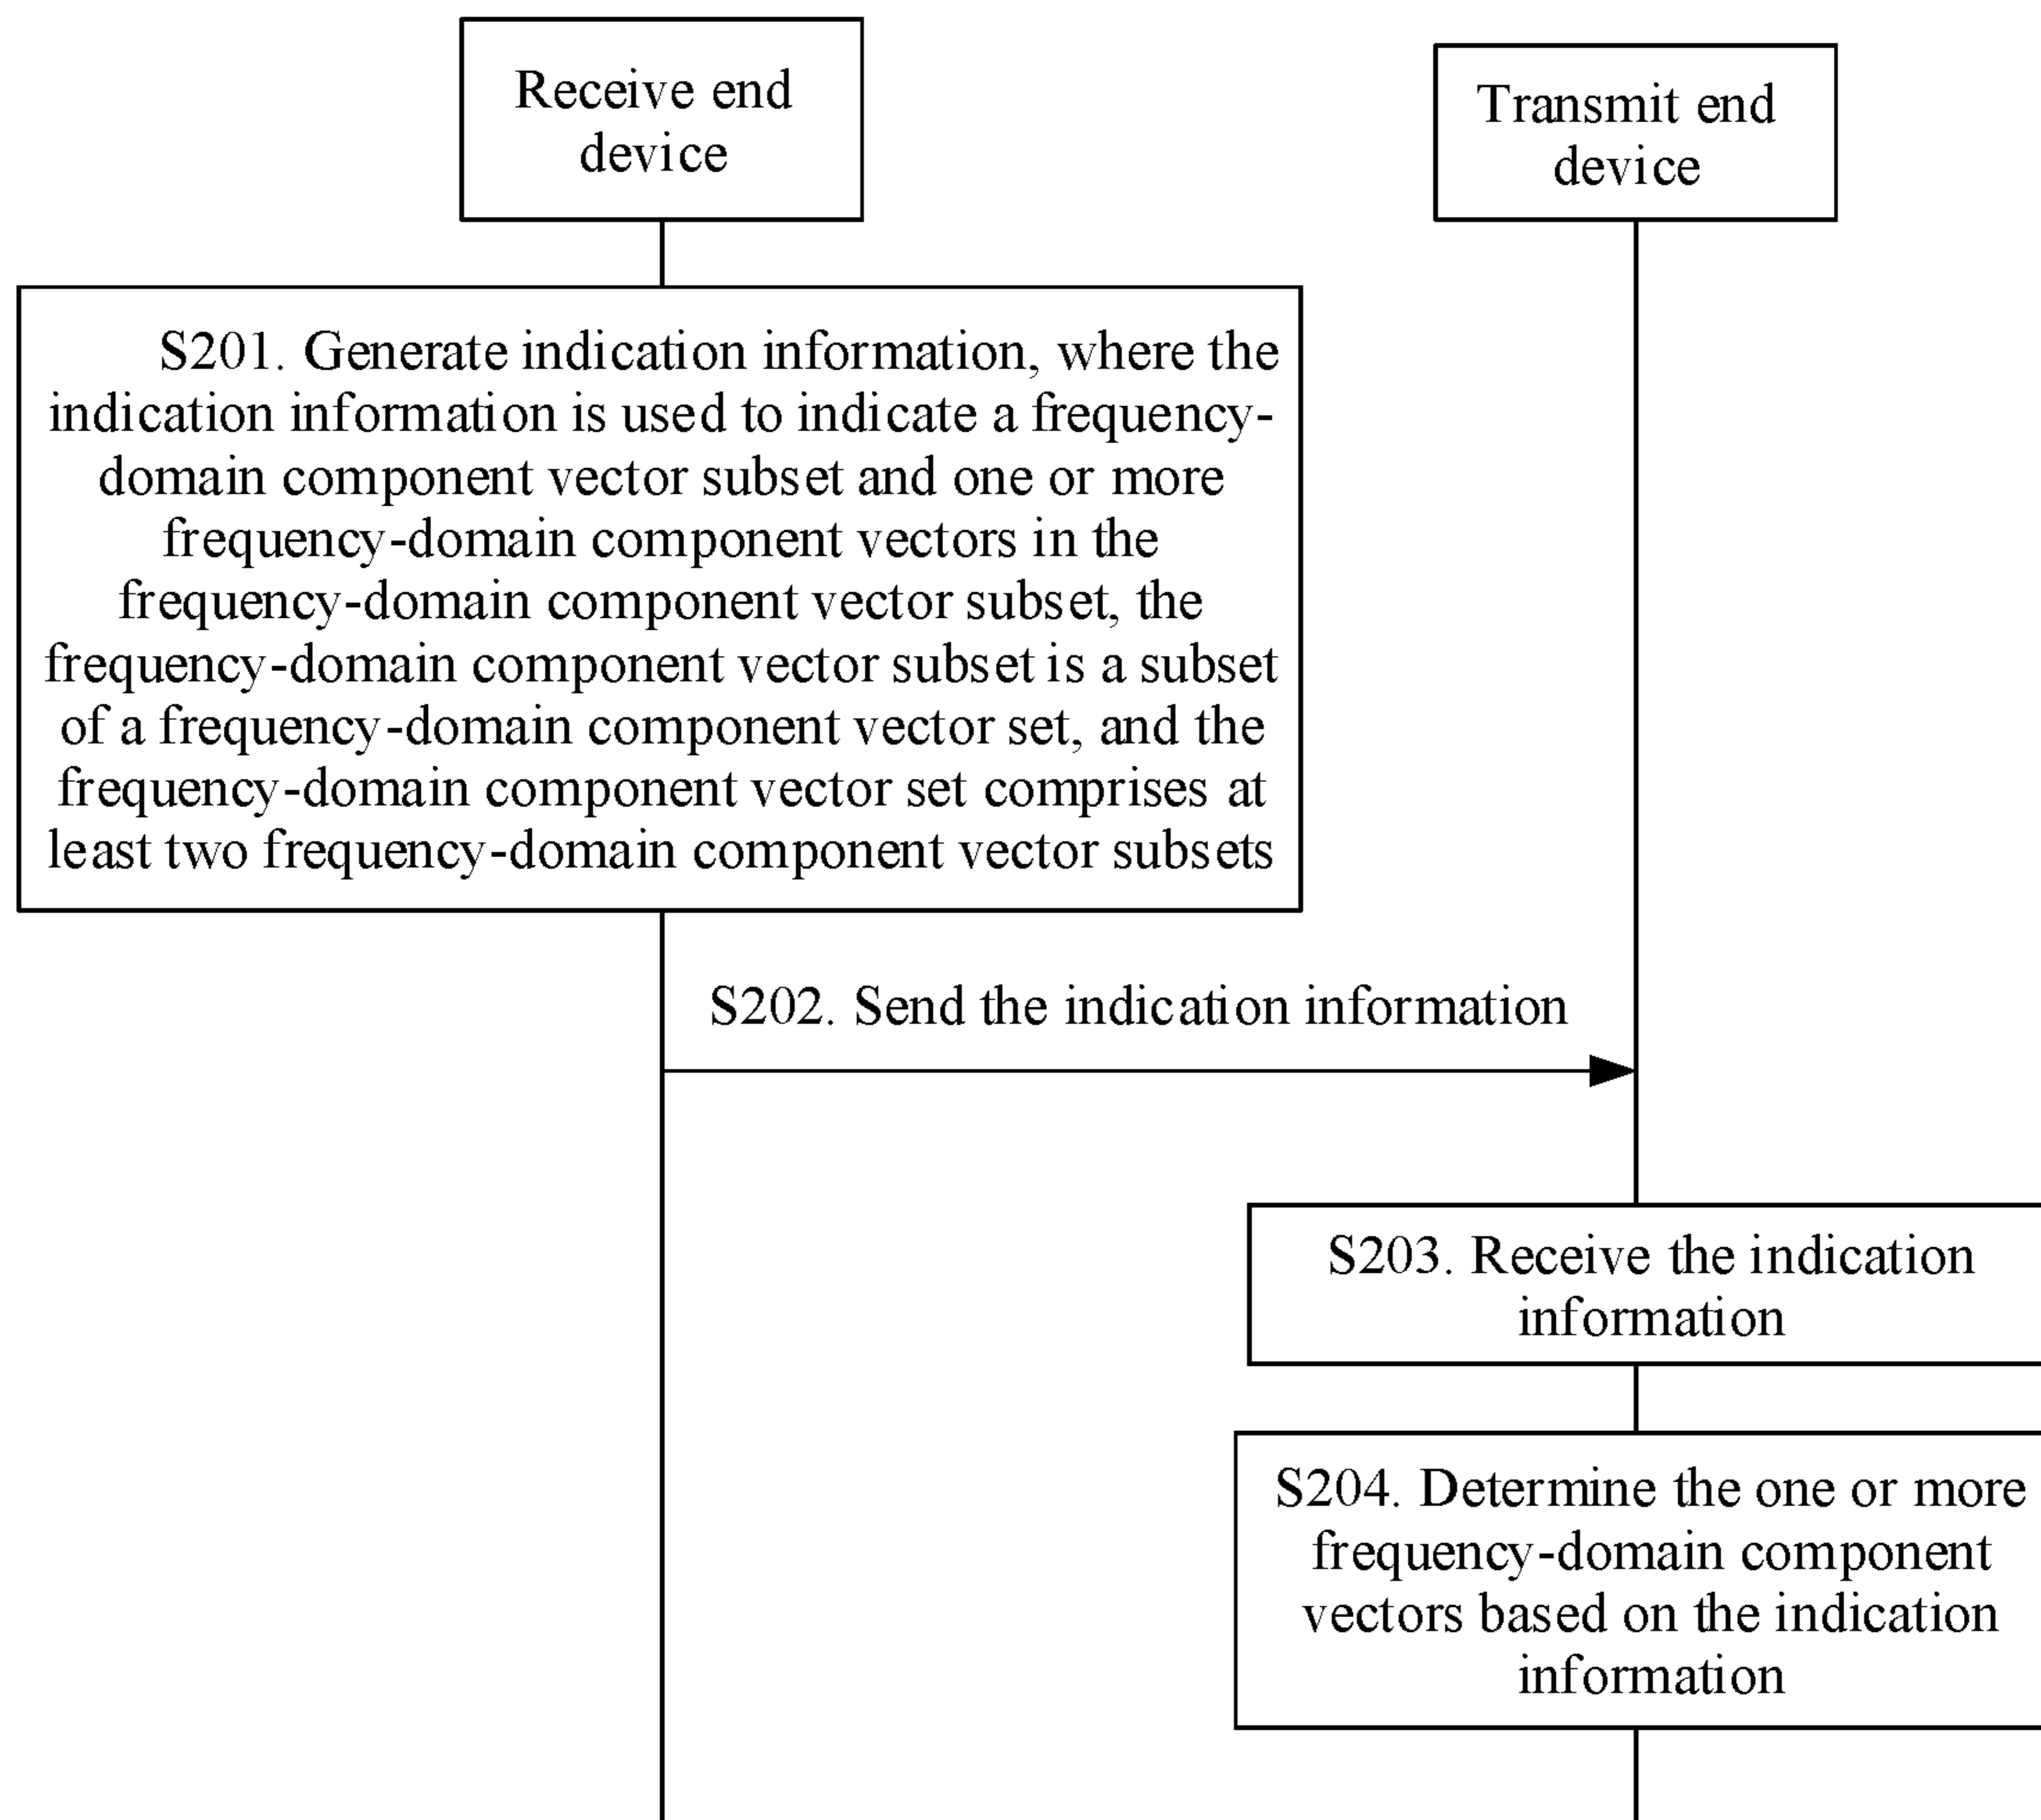 Receive end
device
Transmit end
device
S201. Generate indication information, where the
indication information is used to indicate a frequency-
domain component vector subset and one or more
frequency-domain component vectors in the
frequency-domain component vector subset, the
frequency-domain component vector subset is a subset
of a frequency-domain component vector set, and the
frequency-domain component vector set comprises at
least two frequency-domain component vector subsets
S202. Send the indication information
S203. Receive the indication
information
S204. Determine the one or more
frequency-domain component
vectors based on the indication
information